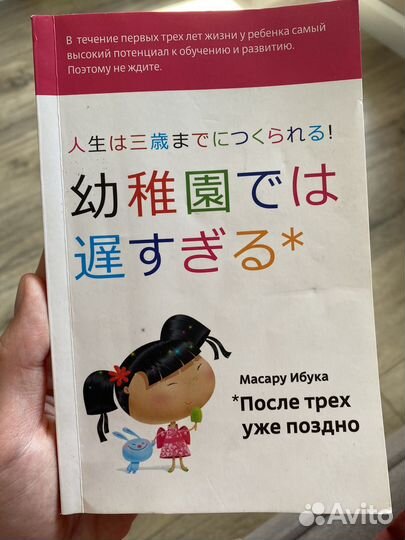 В течение первых трех лет жизни у ребенка самый
высокий потенциал к обучению и развитию.
Поэтому не ждите.
人生は三歳までにつくられる!
幼稚園では
遅すぎる*
Масару Ибука
*После трех
уже поздно
Avito